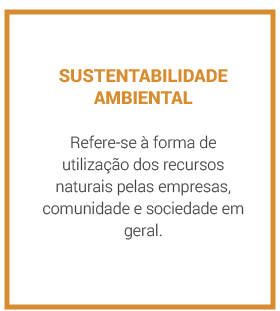 SUSTENTABILIDADE
AMBIENTAL
Refere-se à forma de
utilização dos recursos
naturais pelas empresas,
comunidade e sociedade em
geral.